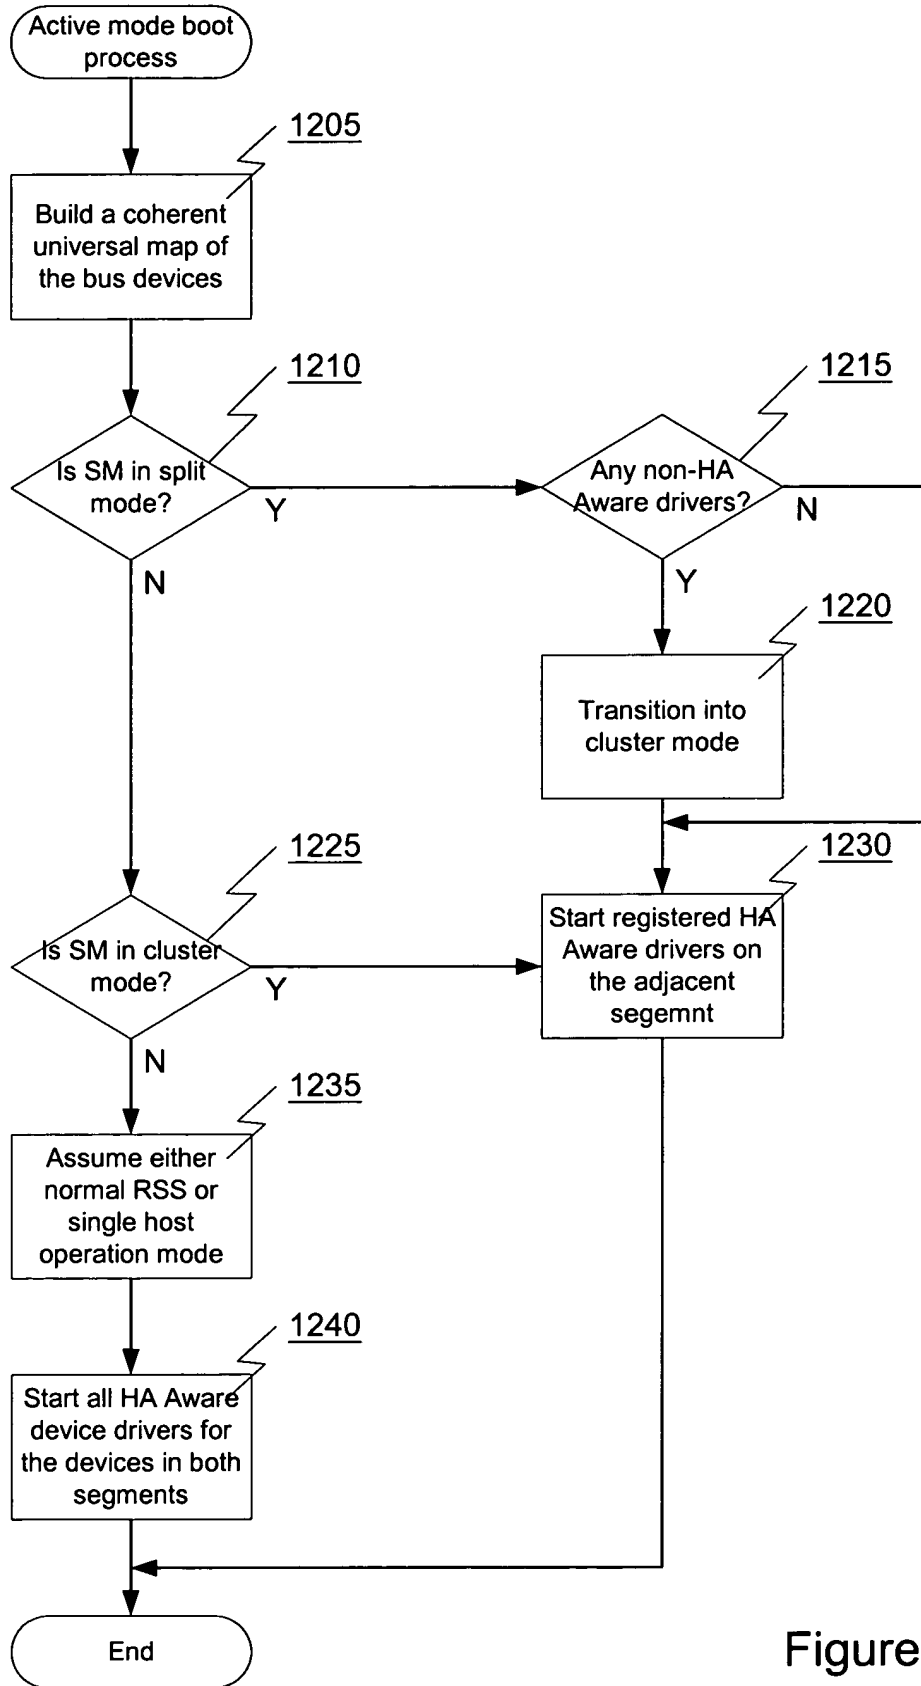 Active mode boot
process
1205
Build a coherent
universal map of
the bus devices
1210
Is SM in split
mode?
Y
N
1215
Any non-HA
Aware drivers?
N
Y
1220
Transition into
cluster mode
1225
Is SM in cluster
mode?
Y
N
1230
Start registered HA
Aware drivers on
the adjacent
segemnt
1235
Assume either
normal RSS or
single host
operation mode
1240
Start all HA Aware
device drivers for
the devices in both
segments
End
Figure